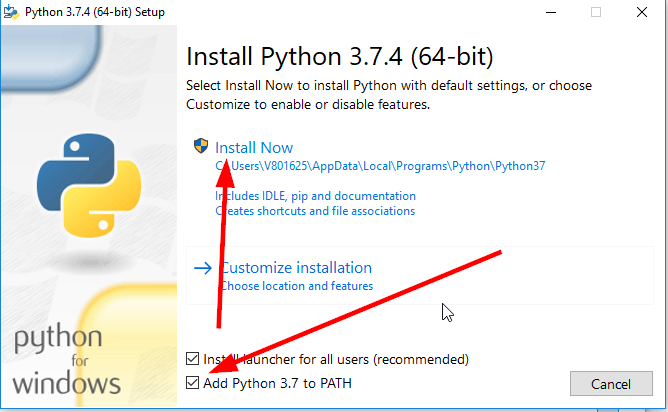 Python 3.7.4 (64-bit) Setup
Install Python 3.7.4 (64-bit)
Select Install Now to install Python with default settings, or choose
Customize to enable or disable features.
Install Now
C:\Users\V801625\AppData\Local\Programs\Python\Python37
Includes IDLE, pip and documentation
Creates shortcuts and file associations
Customize installation
Choose location and features
python
for
windows
Install launcher for all users (recommended)
Add Python 3.7 to PATH
Cancel